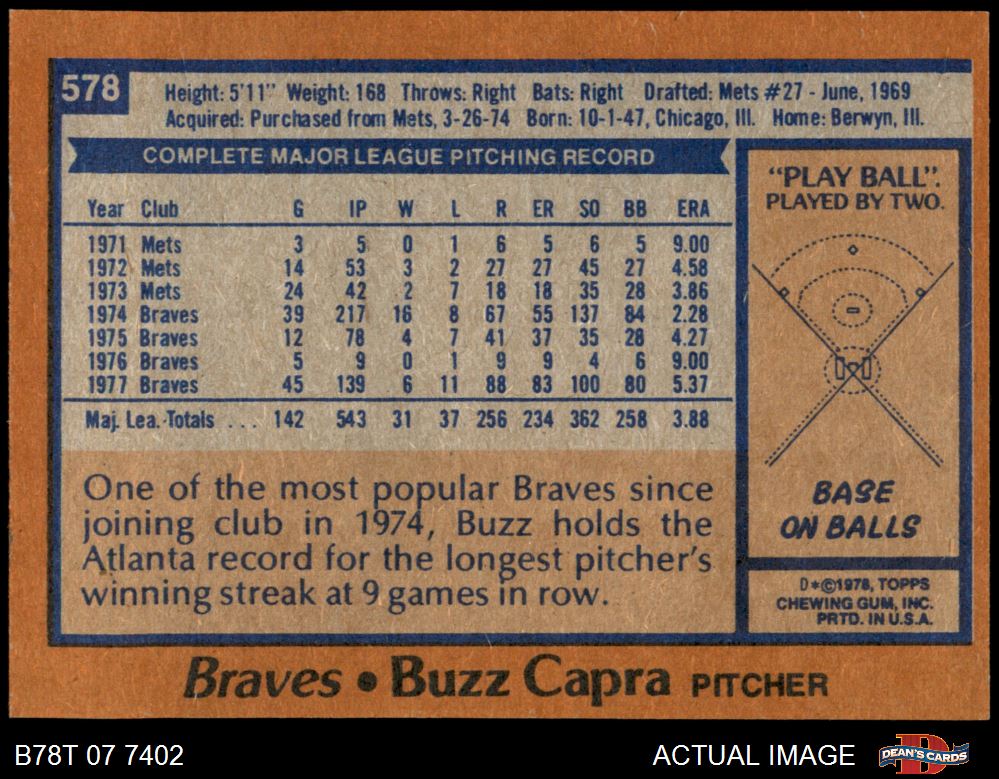 578
Height: 5'11" Weight: 168 Throws: Right Bats: Right Drafted: Mets #27 - June, 1969
Acquired: Purchased from Mets, 3-26-74 Born: 10-1-47, Chicago, Ill. Home: Berwyn, Ill.
COMPLETE MAJOR LEAGUE PITCHING RECORD
Year Club G IP W L R ER SO BB ERA
1971 Mets 3 5 0 1 6 5 6 5 9.00
1972 Mets 14 53 3 2 27 27 45 27 4.58
1973 Mets 24 42 2 7 18 18 35 28 3.86
1974 Braves 39 217 16 8 67 55 137 84 2.28
1975 Braves 12 78 4 7 41 37 35 28 4.27
1976 Braves 5 9 0 1 9 9 4 6 9.00
1977 Braves 45 139 6 11 88 83 100 80 5.37
Maj. Lea. Totals ... 142 543 31 37 256 234 362 258 3.88
One of the most popular Braves since
joining club in 1974, Buzz holds the
Atlanta record for the longest pitcher's
winning streak at 9 games in row.
"PLAY BALL".
PLAYED BY TWO.
BASE
ON BALLS
D*©1978, TOPPS
CHEWING GUM, INC.
PRTD. IN U.S.A.
Braves • Buzz Capra PITCHER
B78T 07 7402
ACTUAL IMAGE
DEAN'S CARDS